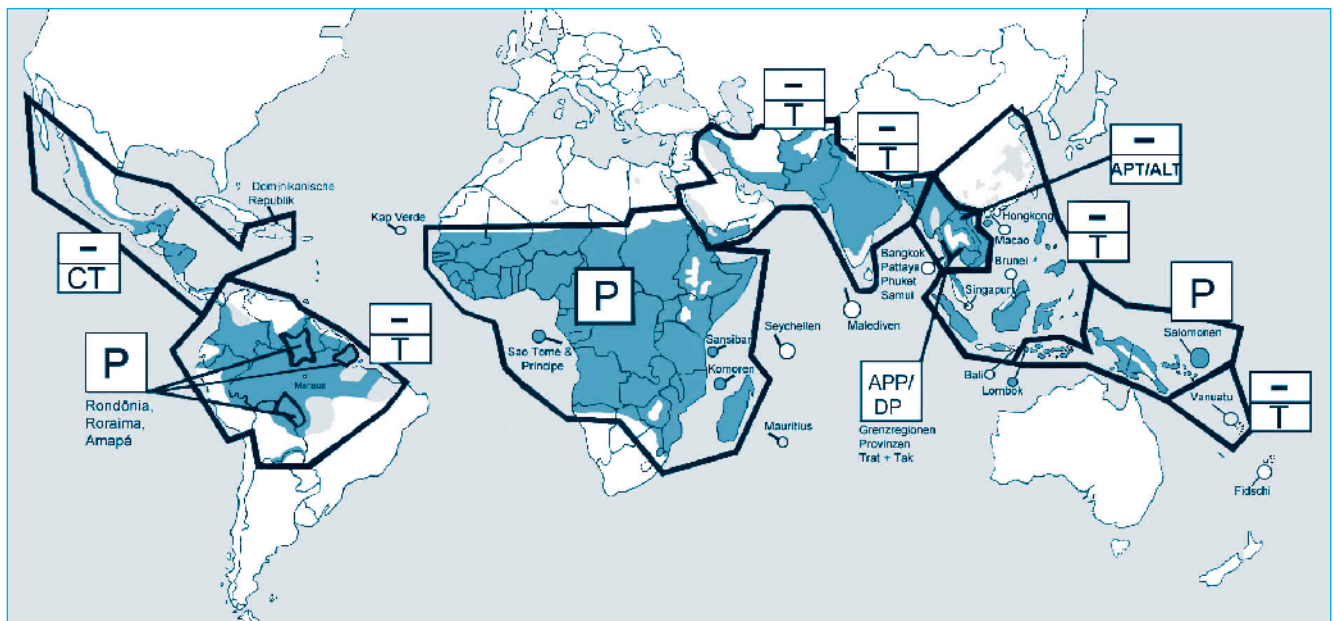 –
T
–
T
–
APT/ALT
Dominikanische
Republik
Kap Verde
Hongkong
Macao
–
T
–
CT
Bangkok
Pattaya
Phuket
Samui
Brunei
Singapur
P
P
Salomonen
–
T
Seychellen
Malediven
Sansibar
Sao Tomé &
Principe
Komoren
P
Manaus
Rondônia,
Roraima,
Amapá
Bali
Lombok
APP/
DP
Grenzregionen
Provinzen
Trat + Tak
Vanuatu
–
T
Mauritius
Fidschi